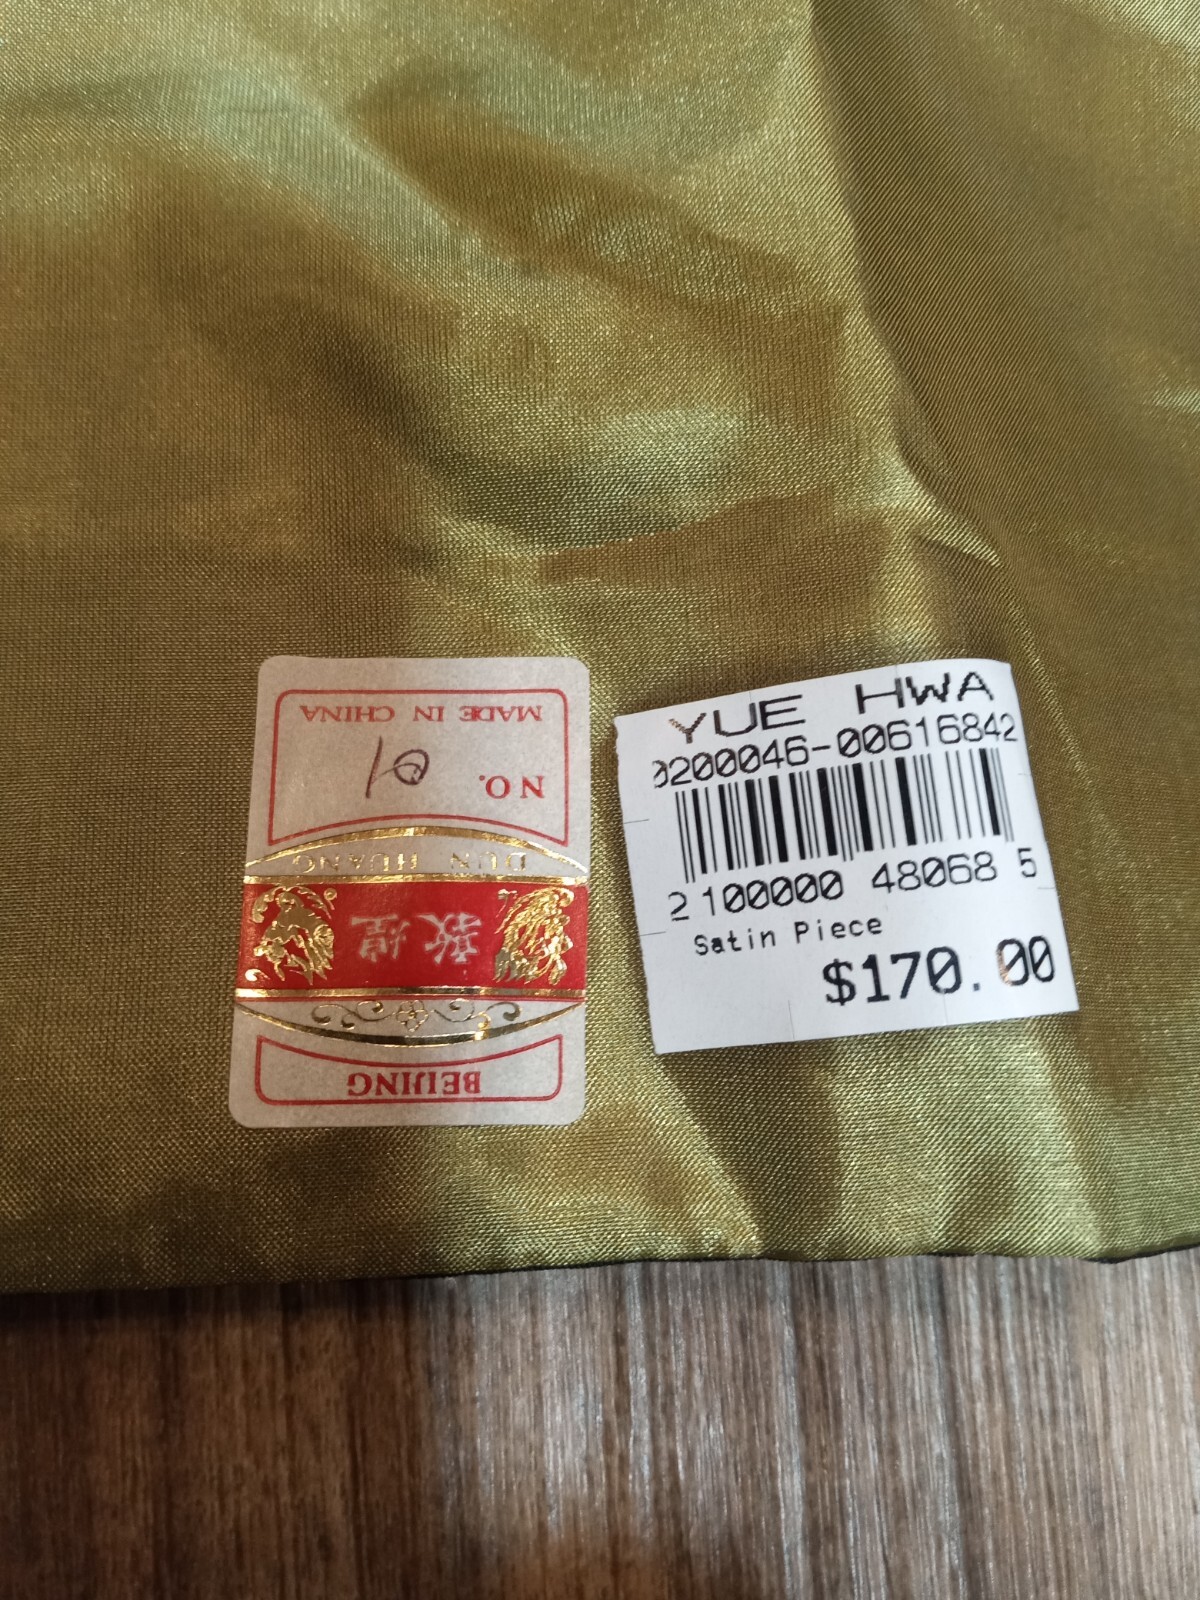 BEIJING
敦煌
DUN HUANG
NO.
MADE IN CHINA
YUE HWA
0200046-00616842
2 100000 48068 5
Satin Piece
$170.00